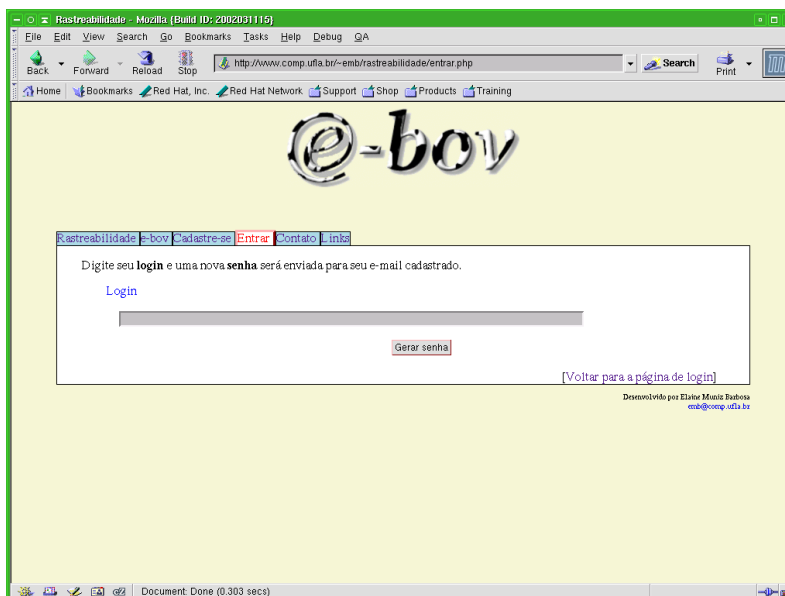 Rastreabilidade - Mozilla {Build ID: 2002031115}
File Edit View Search Go Bookmarks Tasks Help Debug QA
Back Forward Reload Stop http://www.comp.ufla.br/~emb/rastreabilidade/entrar.php Search Print
Home Bookmarks Red Hat, Inc. Red Hat Network Support Shop Products Training
e-bov
Rastreabilidade e-bov Cadastre-se Entrar Contato Links
Digite seu login e uma nova senha será enviada para seu e-mail cadastrado.
Login
Gerar senha
[Voltar para a página de login]
Desenvolvido por Elaine Muniz Barbosa
emb@comp.ufla.br
Document: Done (0.303 secs)